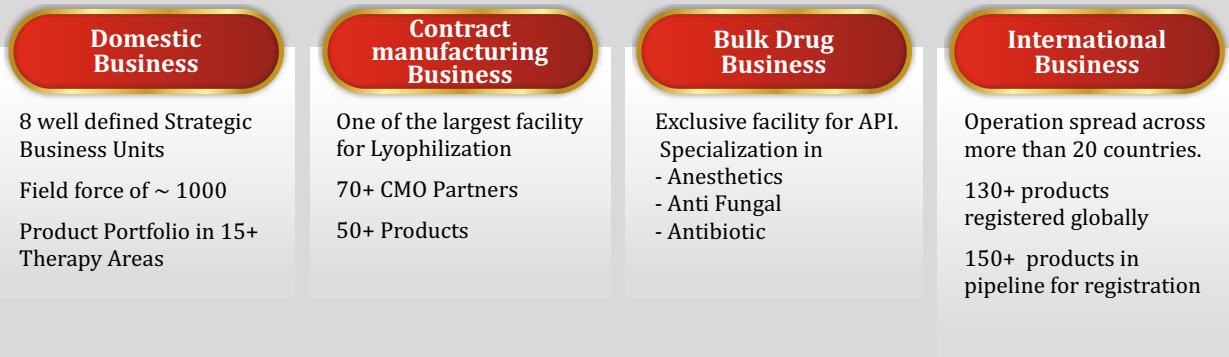 Domestic
Business
8 well defined Strategic
Business Units
Field force of ~ 1000
Product Portfolio in 15+
Therapy Areas
Contract
manufacturing
Business
One of the largest facility
for Lyophilization
70+ CMO Partners
50+ Products
Bulk Drug
Business
Exclusive facility for API.
Specialization in
- Anesthetics
- Anti Fungal
- Antibiotic
International
Business
Operation spread across
more than 20 countries.
130+ products
registered globally
150+  products in
pipeline for registration